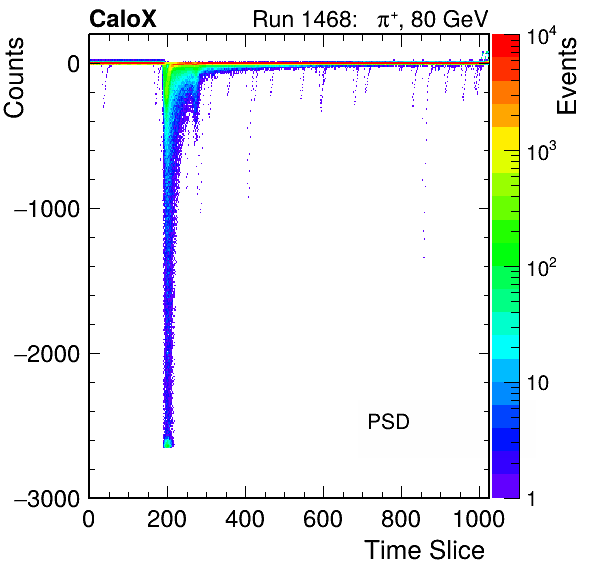 CaloX Run 1468: π⁺, 80 GeV
Counts
Events
0
−1000
−2000
−3000
0 200 400 600 800 1000
Time Slice
PSD
10⁴
10³
10²
10
1